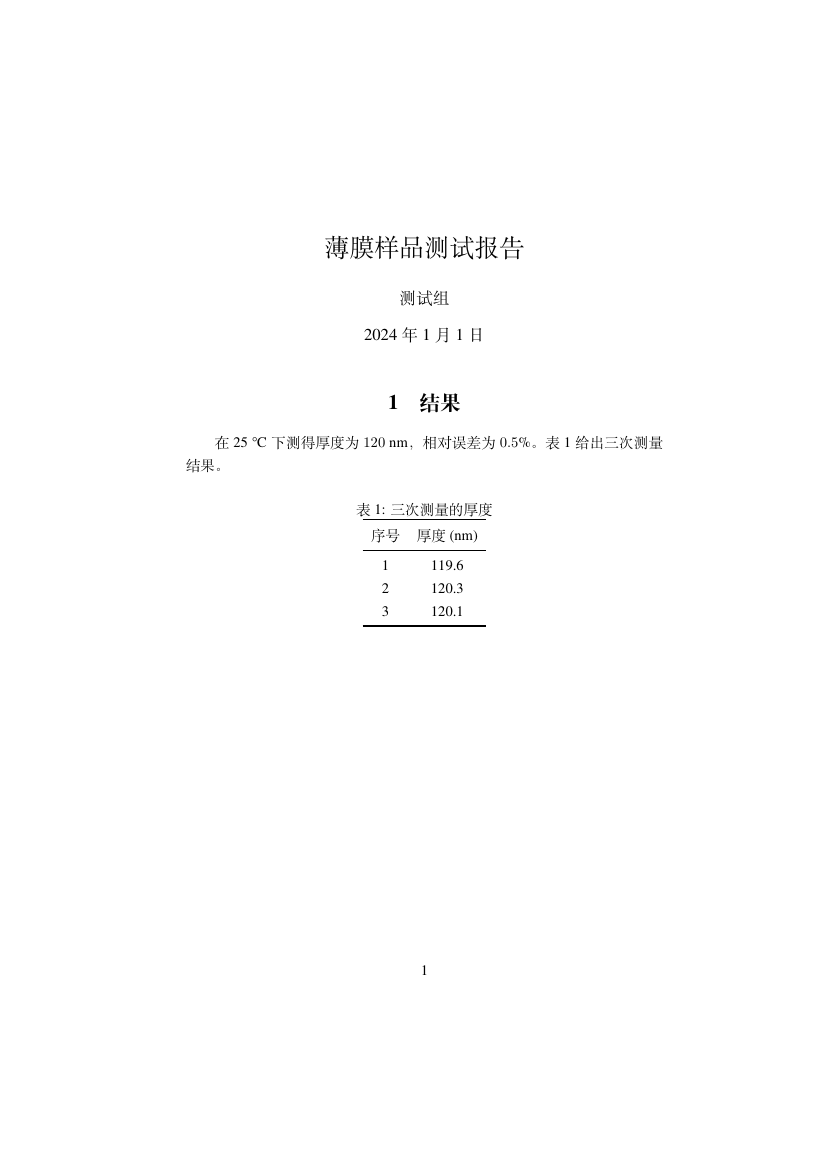 薄膜样品测试报告
测试组
2024 年 1 月 1 日
1 结果
在 25 ℃ 下测得厚度为 120 nm，相对误差为 0.5%。表 1 给出三次测量
结果。
表 1: 三次测量的厚度
序号 厚度 (nm)
1 119.6
2 120.3
3 120.1
1